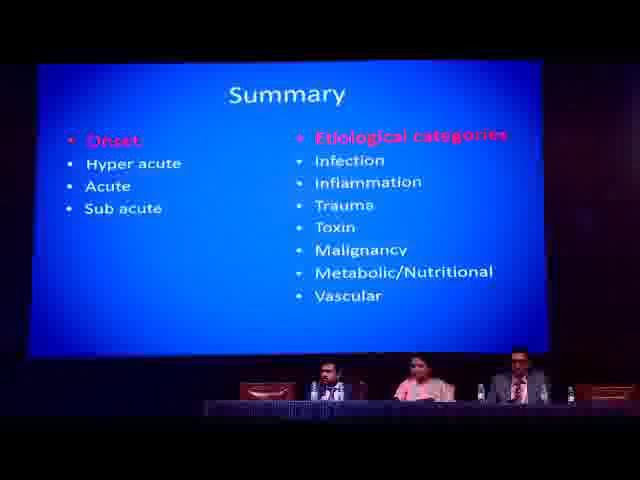 Summary
• Onset
• Hyper acute
• Acute
• Sub acute
• Etiological categories
• Infection
• Inflammation
• Trauma
• Toxin
• Malignancy
• Metabolic/Nutritional
• Vascular